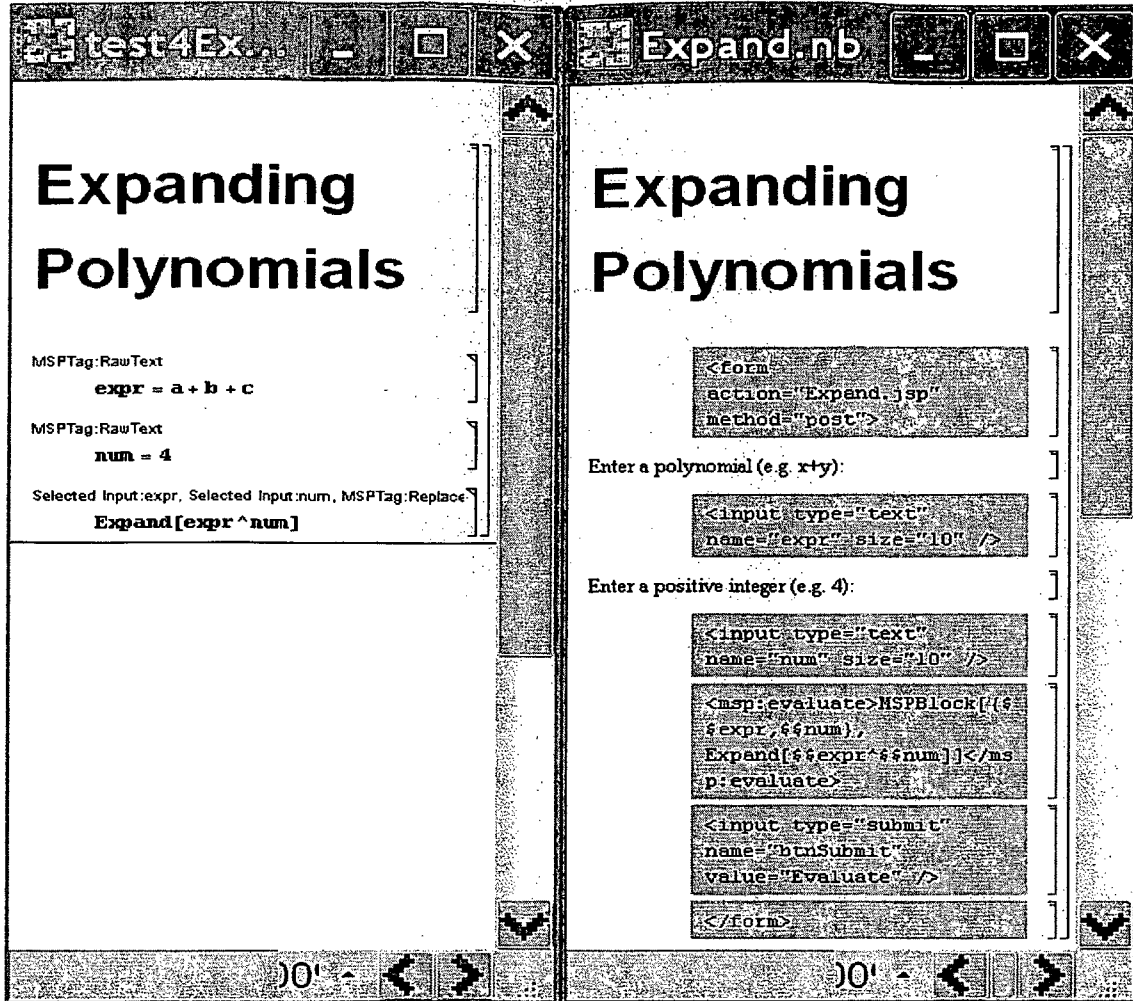 test4Ex...
Expanding
Polynomials
MSPTag:RawText
expr = a + b + c
MSPTag:RawText
num = 4
Selected Input:expr, Selected Input:num, MSPTag:Replace
Expand[expr^num]
00'
Expand.nb
Expanding
Polynomials
<form
action="Expand.jsp"
method="post">
Enter a polynomial (e.g. x+y):
<input type="text"
name="expr" size="10" />
Enter a positive integer (e.g. 4):
<input type="text"
name="num" size="10" />
<msp:evaluate>MSPBlock[{$
$expr,$$num},
Expand[$$expr^$$num]]</ms
p:evaluate>
<input type="submit"
name="btnSubmit"
value="Evaluate" />
</form>
00'